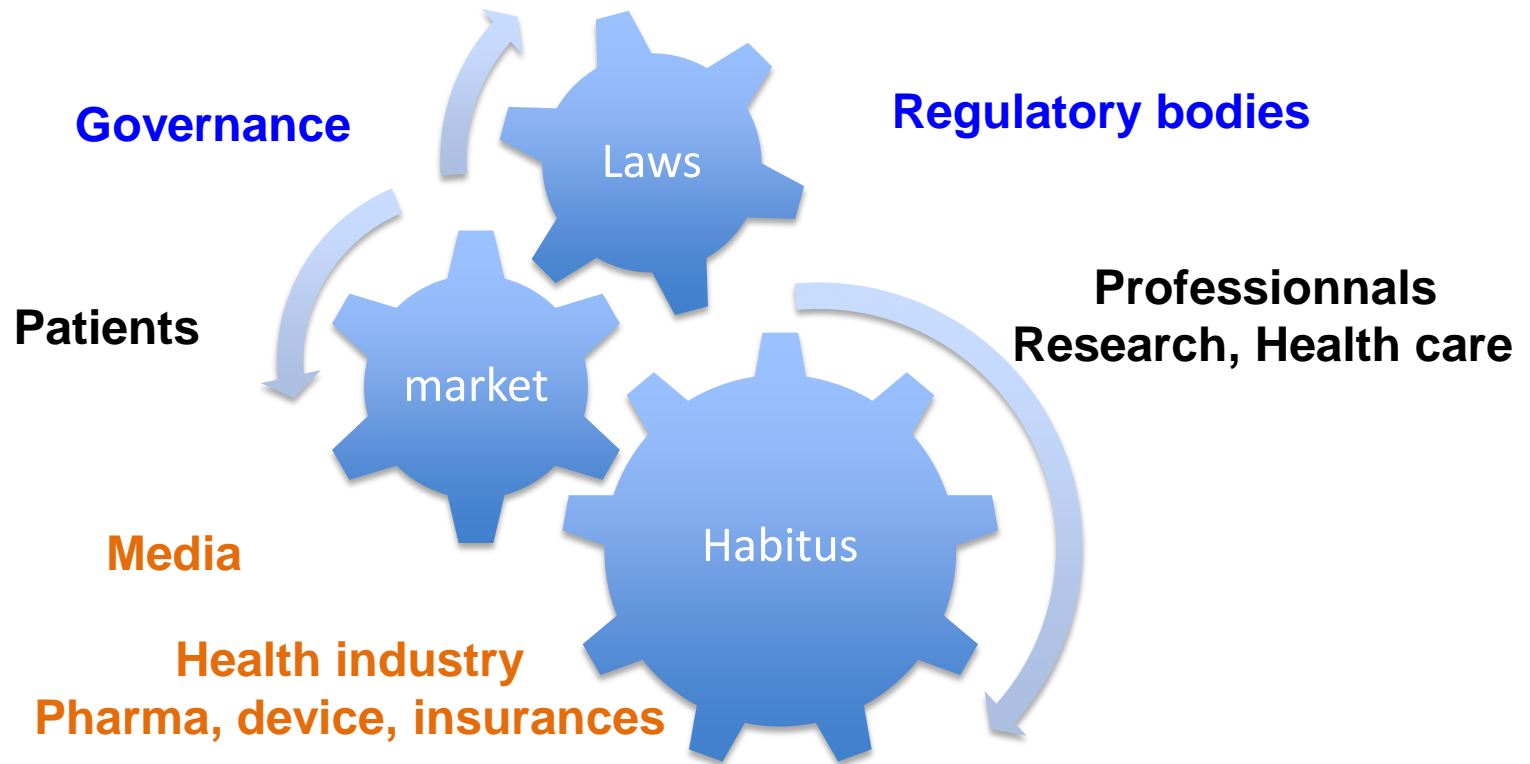 Governance
Regulatory bodies
Laws
Patients
Professionnals
Research, Health care
market
Habitus
Media
Health industry
Pharma, device, insurances